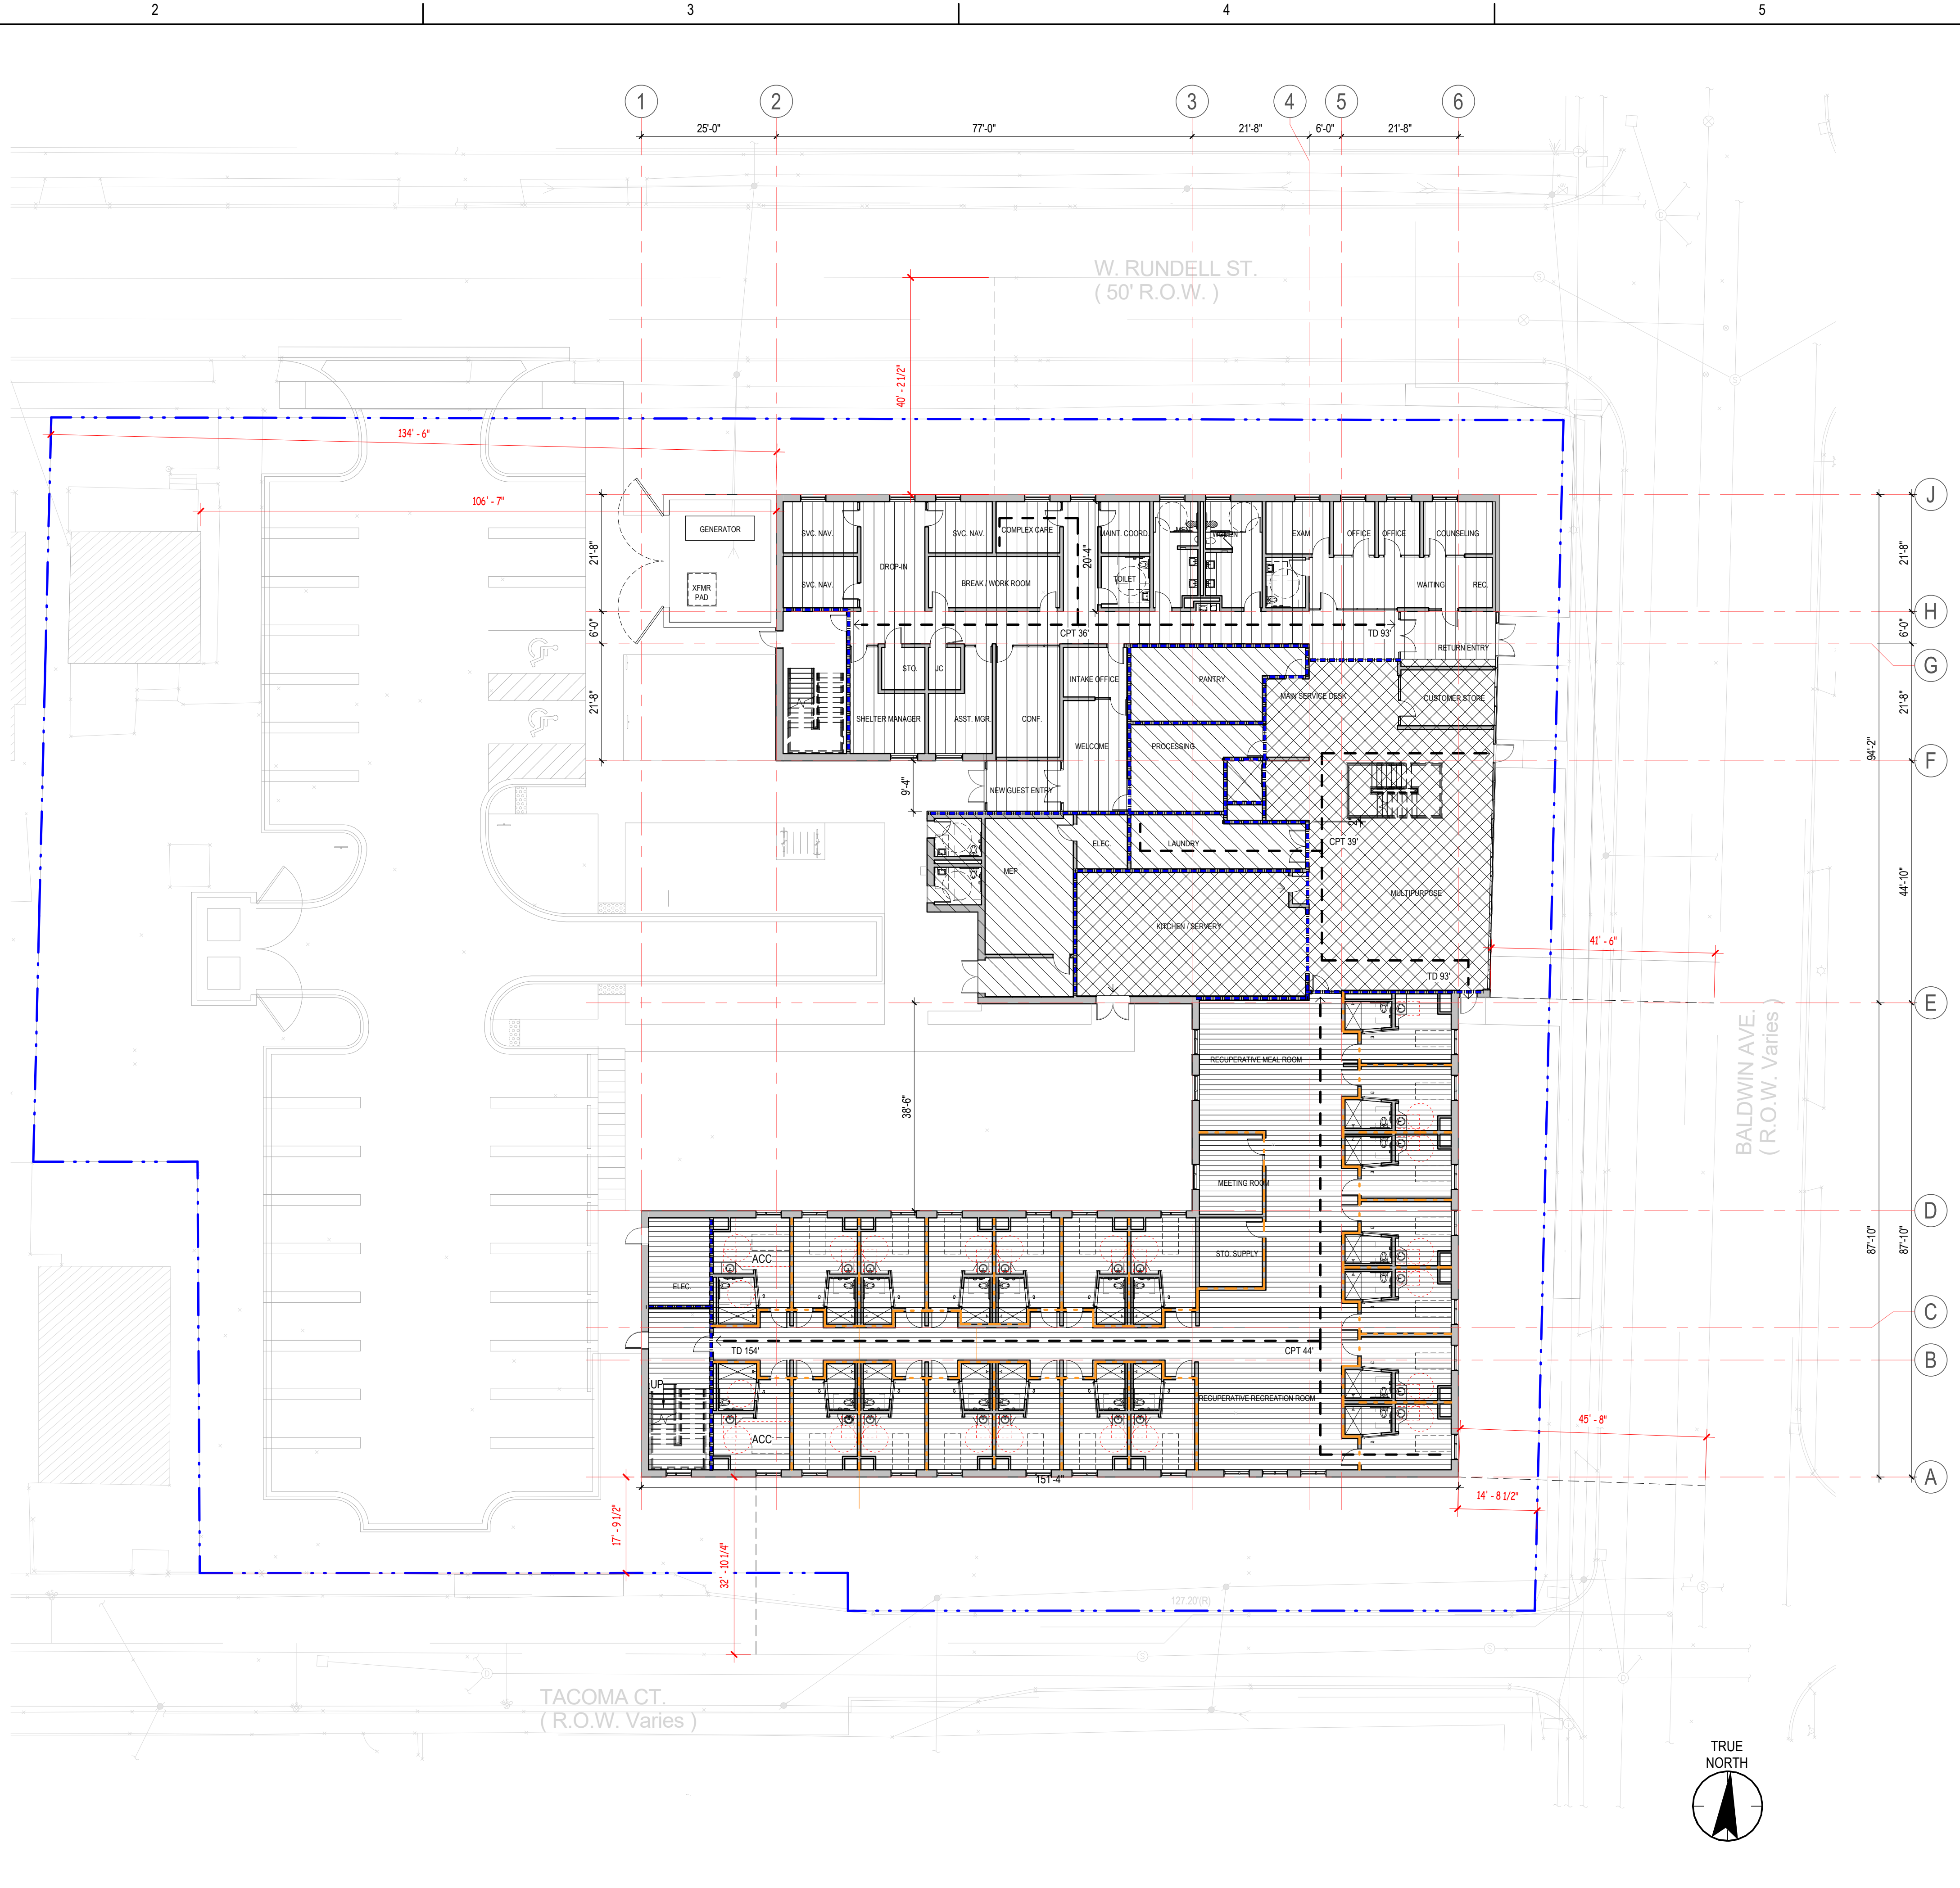 2
3
4
5
1
2
3
4
5
6
25'-0"
77'-0"
21'-8"
6'-0"
21'-8"
W. RUNDELL ST.
( 50' R.O.W. )
40' - 2 1/2"
134' - 6"
106' - 7"
J
H
G
F
E
D
C
B
A
21'-8"
6'-0"
21'-8"
94'-2"
44'-10"
87'-10"
87'-10"
21'-8"
6'-0"
21'-8"
GENERATOR
XFMR
PAD
SVC. NAV.
SVC. NAV.
DROP-IN
SVC. NAV.
COMPLEX CARE
BREAK / WORK ROOM
20'-4"
MAINT. COORD.
TOILET
MEN
WOMEN
EXAM
OFFICE
OFFICE
COUNSELING
WAITING
REC.
CPT 36'
TD 93'
RETURN ENTRY
STO.
JC
INTAKE OFFICE
PANTRY
MAIN SERVICE DESK
CUSTOMER STORE
SHELTER MANAGER
ASST. MGR.
CONF.
WELCOME
PROCESSING
9'-4"
NEW GUEST ENTRY
MEP
ELEC.
LAUNDRY
CPT 39'
MULTIPURPOSE
KITCHEN / SERVERY
41' - 6"
TD 93'
BALDWIN AVE.
( R.O.W. Varies )
38'-6"
RECUPERATIVE MEAL ROOM
MEETING ROOM
STO. SUPPLY
ACC
ELEC.
TD 154'
CPT 44'
UP
ACC
RECUPERATIVE RECREATION ROOM
45' - 8"
151'-4"
14' - 8 1/2"
17' - 9 1/2"
32' - 10 1/4"
127.20'(R)
TACOMA CT.
( R.O.W. Varies )
TRUE
NORTH